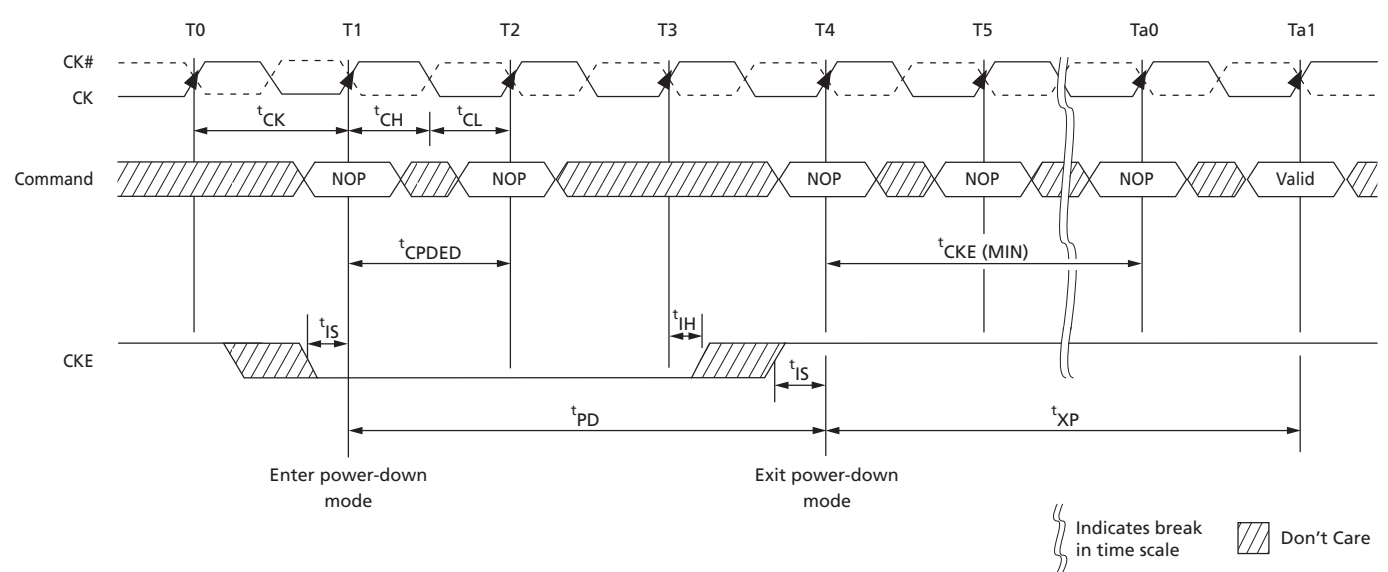 T0 T1 T2 T3 T4 T5 Ta0 Ta1
CK#
CK
tCK tCH tCL
Command NOP NOP NOP NOP NOP Valid
tCPDED tCKE (MIN)
tIS tIH
CKE
tIS
tPD tXP
Enter power-down
mode
Exit power-down
mode
Indicates break
in time scale
Don't Care